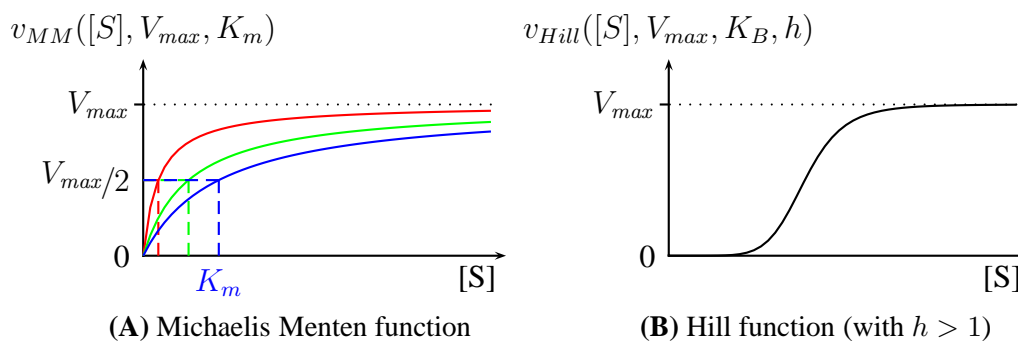 v_{MM}([S], V_{max}, K_m)
V_{max}
V_{max}/2
0
K_m
[S]
(A) Michaelis Menten function
v_{Hill}([S], V_{max}, K_B, h)
V_{max}
0
[S]
(B) Hill function (with h > 1)